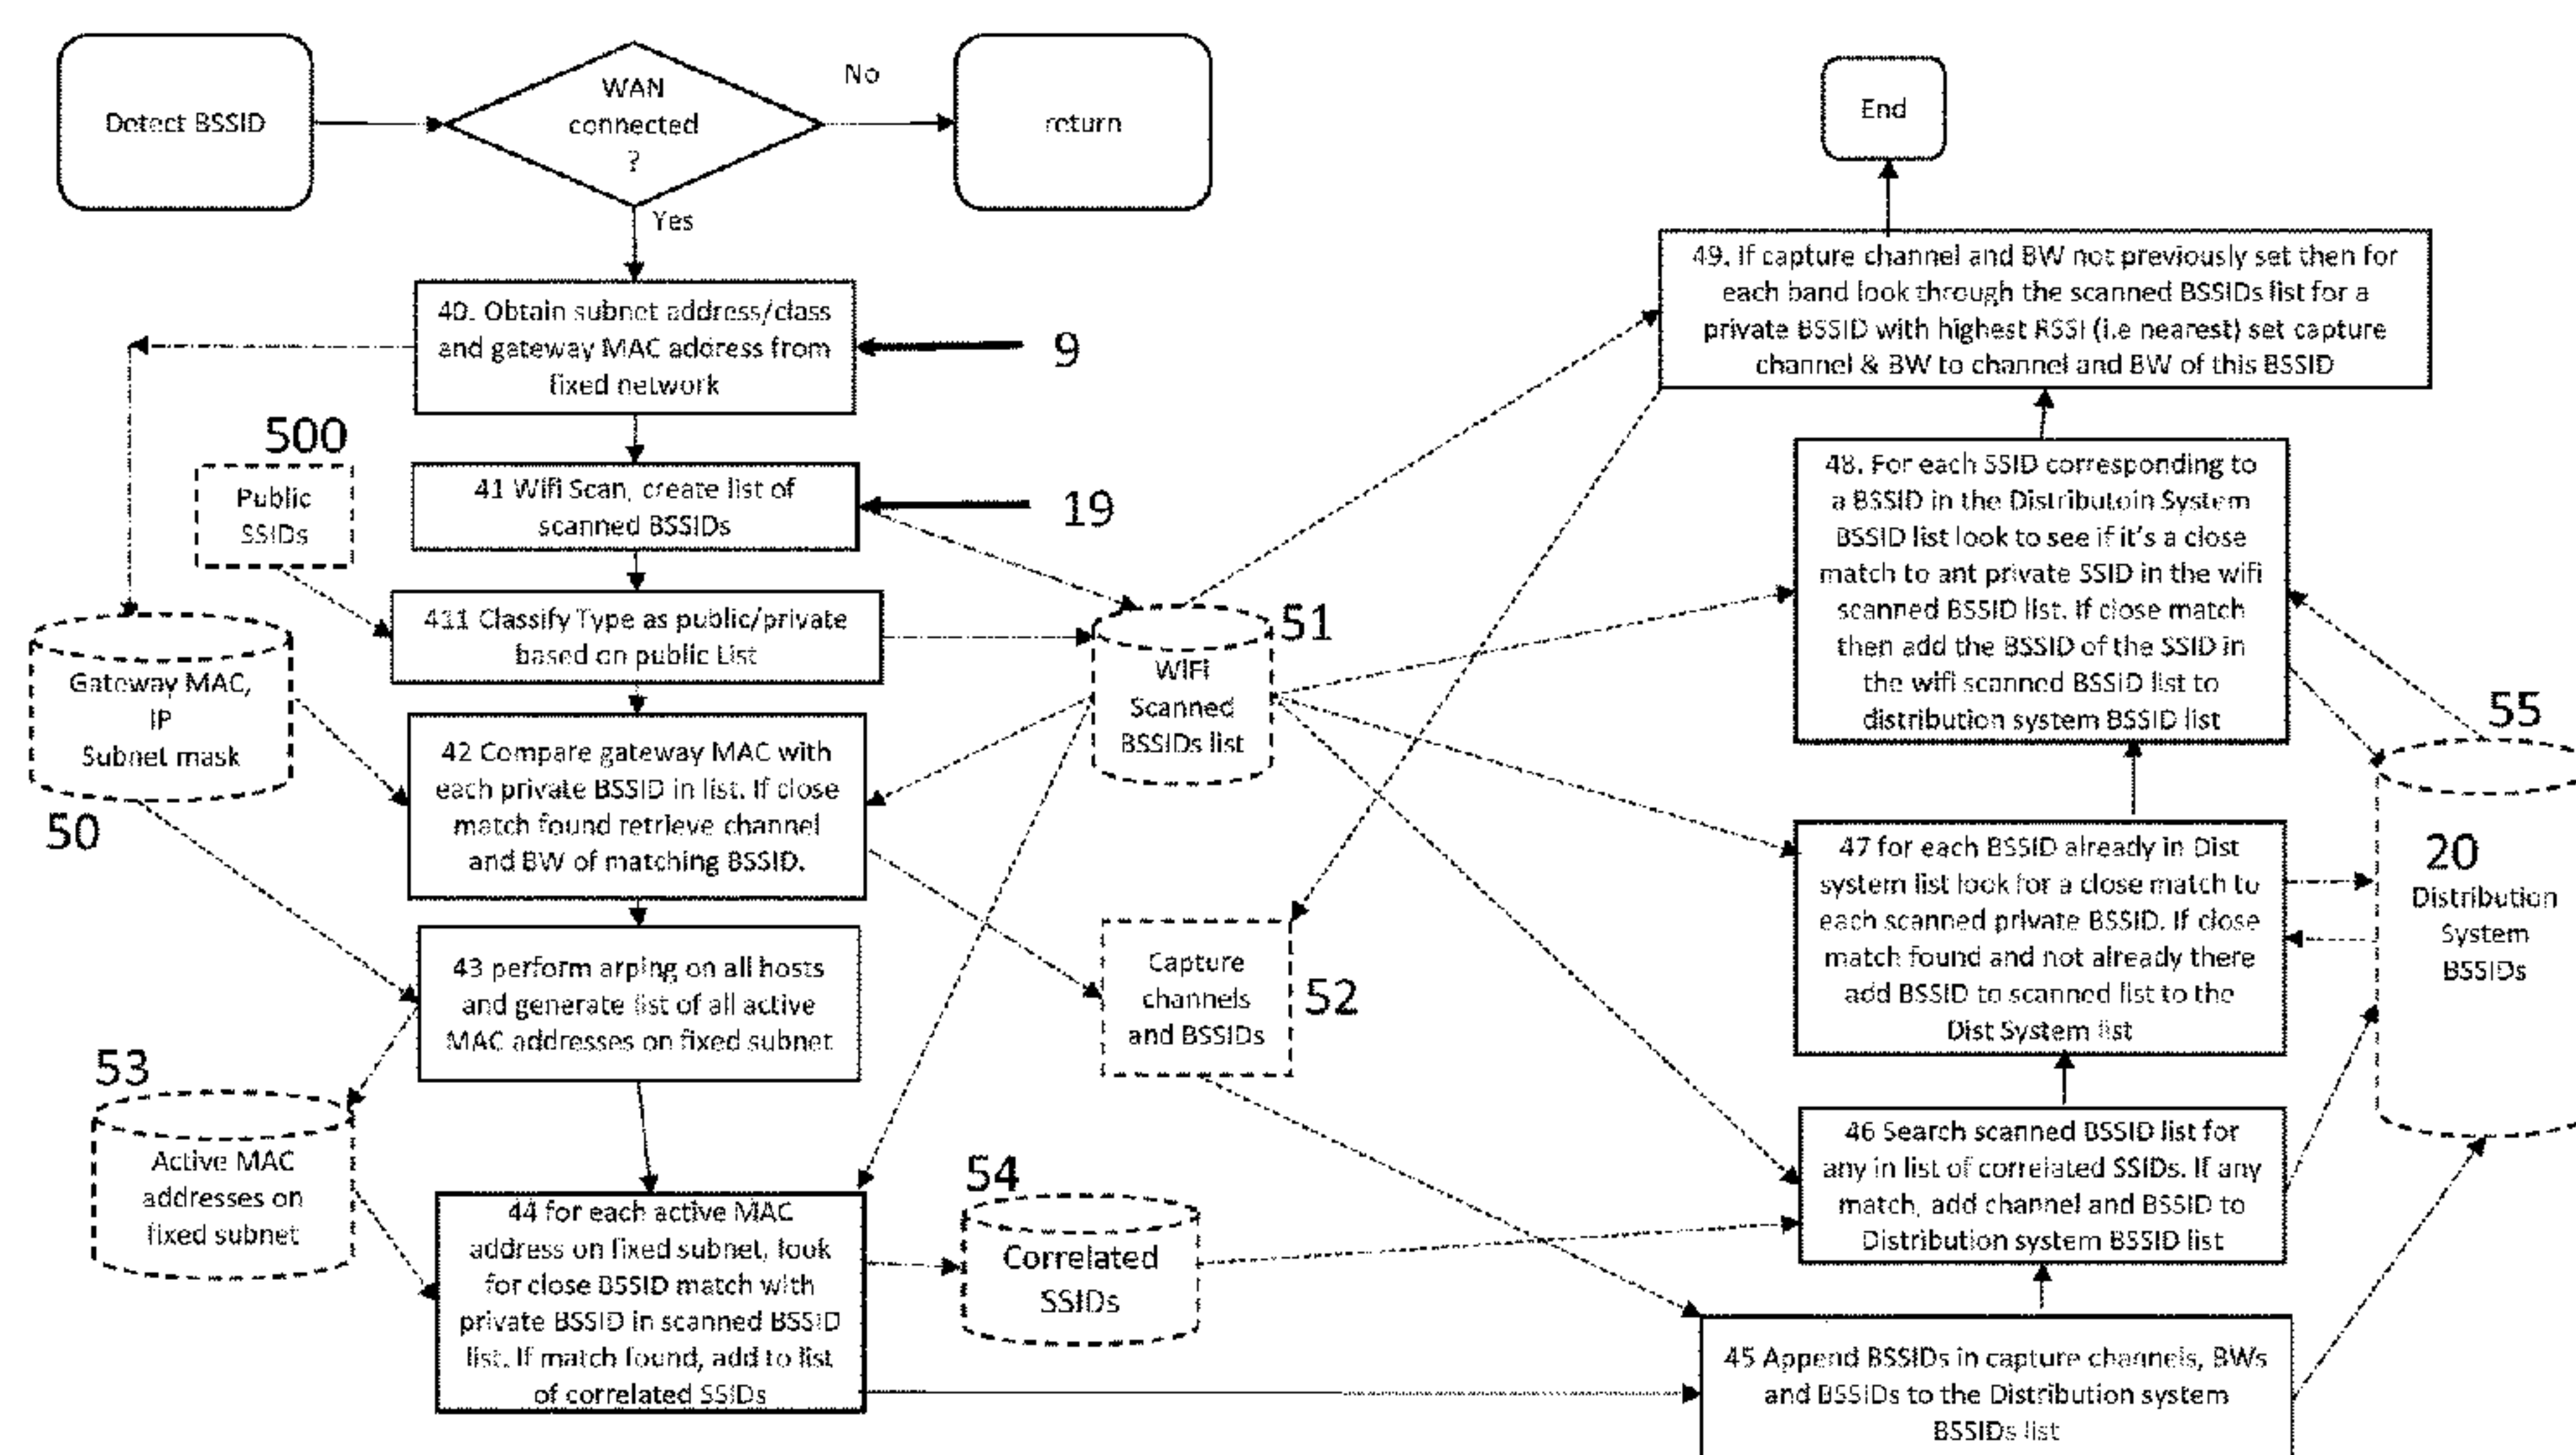 Detect BSSID
WAN
connected
?
No
return
Yes
End
40. Obtain subnet address/class
and gateway MAC address from
fixed network
9
500
Public
SSIDs
41 Wifi Scan, create list of
scanned BSSIDs
19
411 Classify Type as public/private
based on public List
Gateway MAC,
IP
Subnet mask
50
42 Compare gateway MAC with
each private BSSID in list. If close
match found retrieve channel
and BW of matching BSSID.
43 perform arping on all hosts
and generate list of all active
MAC addresses on fixed subnet
53
Active MAC
addresses on
fixed subnet
44 for each active MAC
address on fixed subnet, look
for close BSSID match with
private BSSID in scanned BSSID
list. If match found, add to list
of correlated SSIDs
51
WiFi
Scanned
BSSIDs list
Capture
channels
and BSSIDs
52
54
Correlated
SSIDs
49. If capture channel and BW not previously set then for
each band look through the scanned BSSIDs list for a
private BSSID with highest RSSI (i.e nearest) set capture
channel & BW to channel and BW of this BSSID
48. For each SSID corresponding to
a BSSID in the Distributoin System
BSSID list look to see if it's a close
match to ant private SSID in the wifi
scanned BSSID list. If close match
then add the BSSID of the SSID in
the wifi scanned BSSID list to
distribution system BSSID list
47 for each BSSID already in Dist
system list look for a close match to
each scanned private BSSID. If close
match found and not already there
add BSSID to scanned list to the
Dist System list
46 Search scanned BSSID list for
any in list of correlated SSIDs. If any
match, add channel and BSSID to
Distribution system BSSID list
45 Append BSSIDs in capture channels, BWs
and BSSIDs to the Distribution system
BSSIDs list
55
20
Distribution
System
BSSIDs